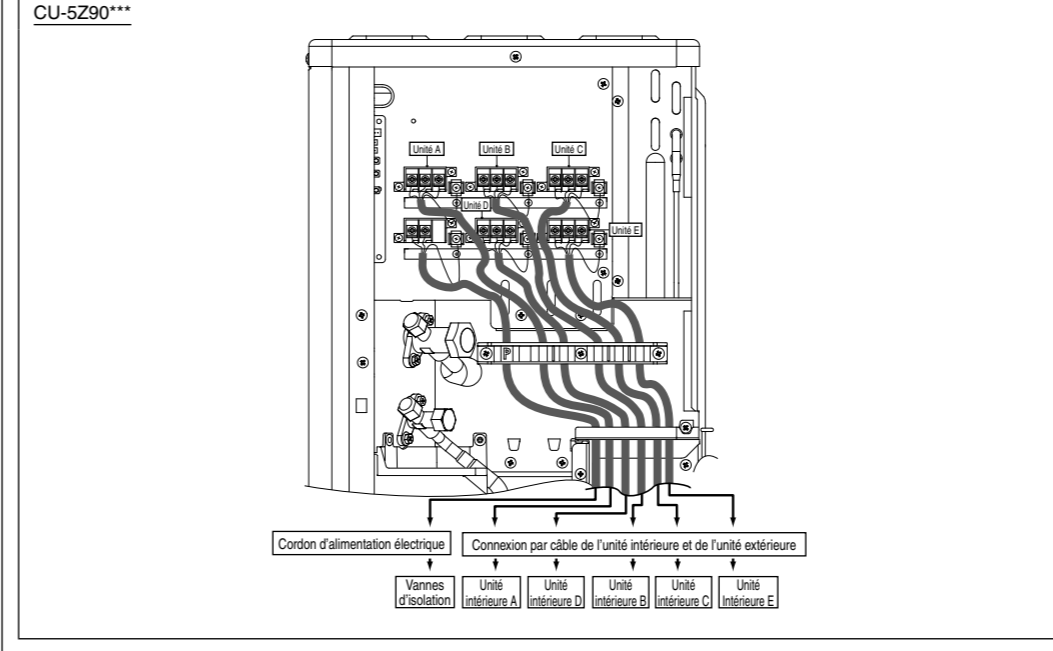 CU-5Z90***
Unité A
Unité B
Unité C
Unité D
Unité E
P
Cordon d'alimentation électrique
Connexion par câble de l'unité intérieure et de l'unité extérieure
Vannes
d'isolation
Unité
intérieure A
Unité
intérieure D
Unité
intérieure B
Unité
intérieure C
Unité
Intérieure E